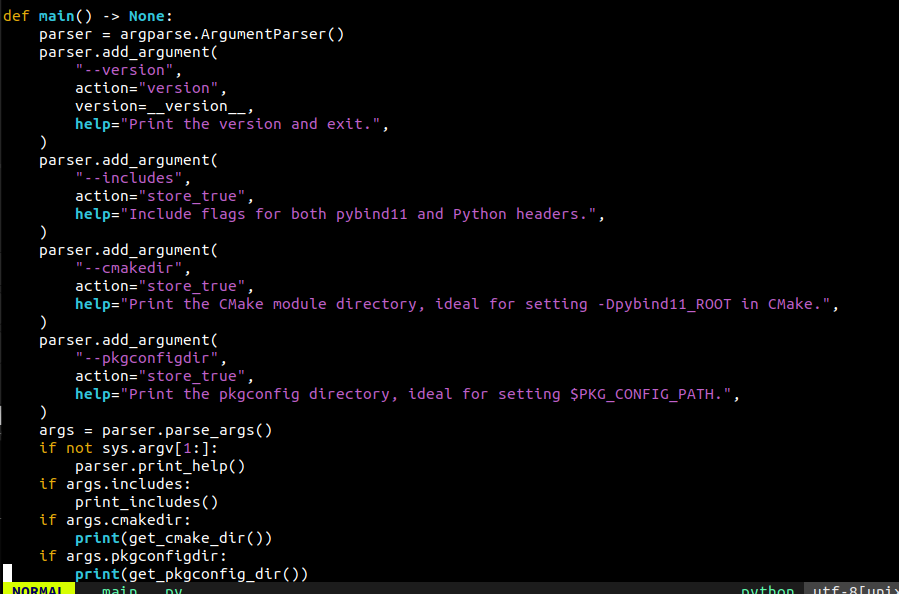 def main() -> None:
    parser = argparse.ArgumentParser()
    parser.add_argument(
        "--version",
        action="version",
        version=__version__,
        help="Print the version and exit.",
    )
    parser.add_argument(
        "--includes",
        action="store_true",
        help="Include flags for both pybind11 and Python headers.",
    )
    parser.add_argument(
        "--cmakedir",
        action="store_true",
        help="Print the CMake module directory, ideal for setting -Dpybind11_ROOT in CMake.",
    )
    parser.add_argument(
        "--pkgconfigdir",
        action="store_true",
        help="Print the pkgconfig directory, ideal for setting $PKG_CONFIG_PATH.",
    )
    args = parser.parse_args()
    if not sys.argv[1:]:
        parser.print_help()
    if args.includes:
        print_includes()
    if args.cmakedir:
        print(get_cmake_dir())
    if args.pkgconfigdir:
        print(get_pkgconfig_dir())
NORMAL main .py python utf-8[unix